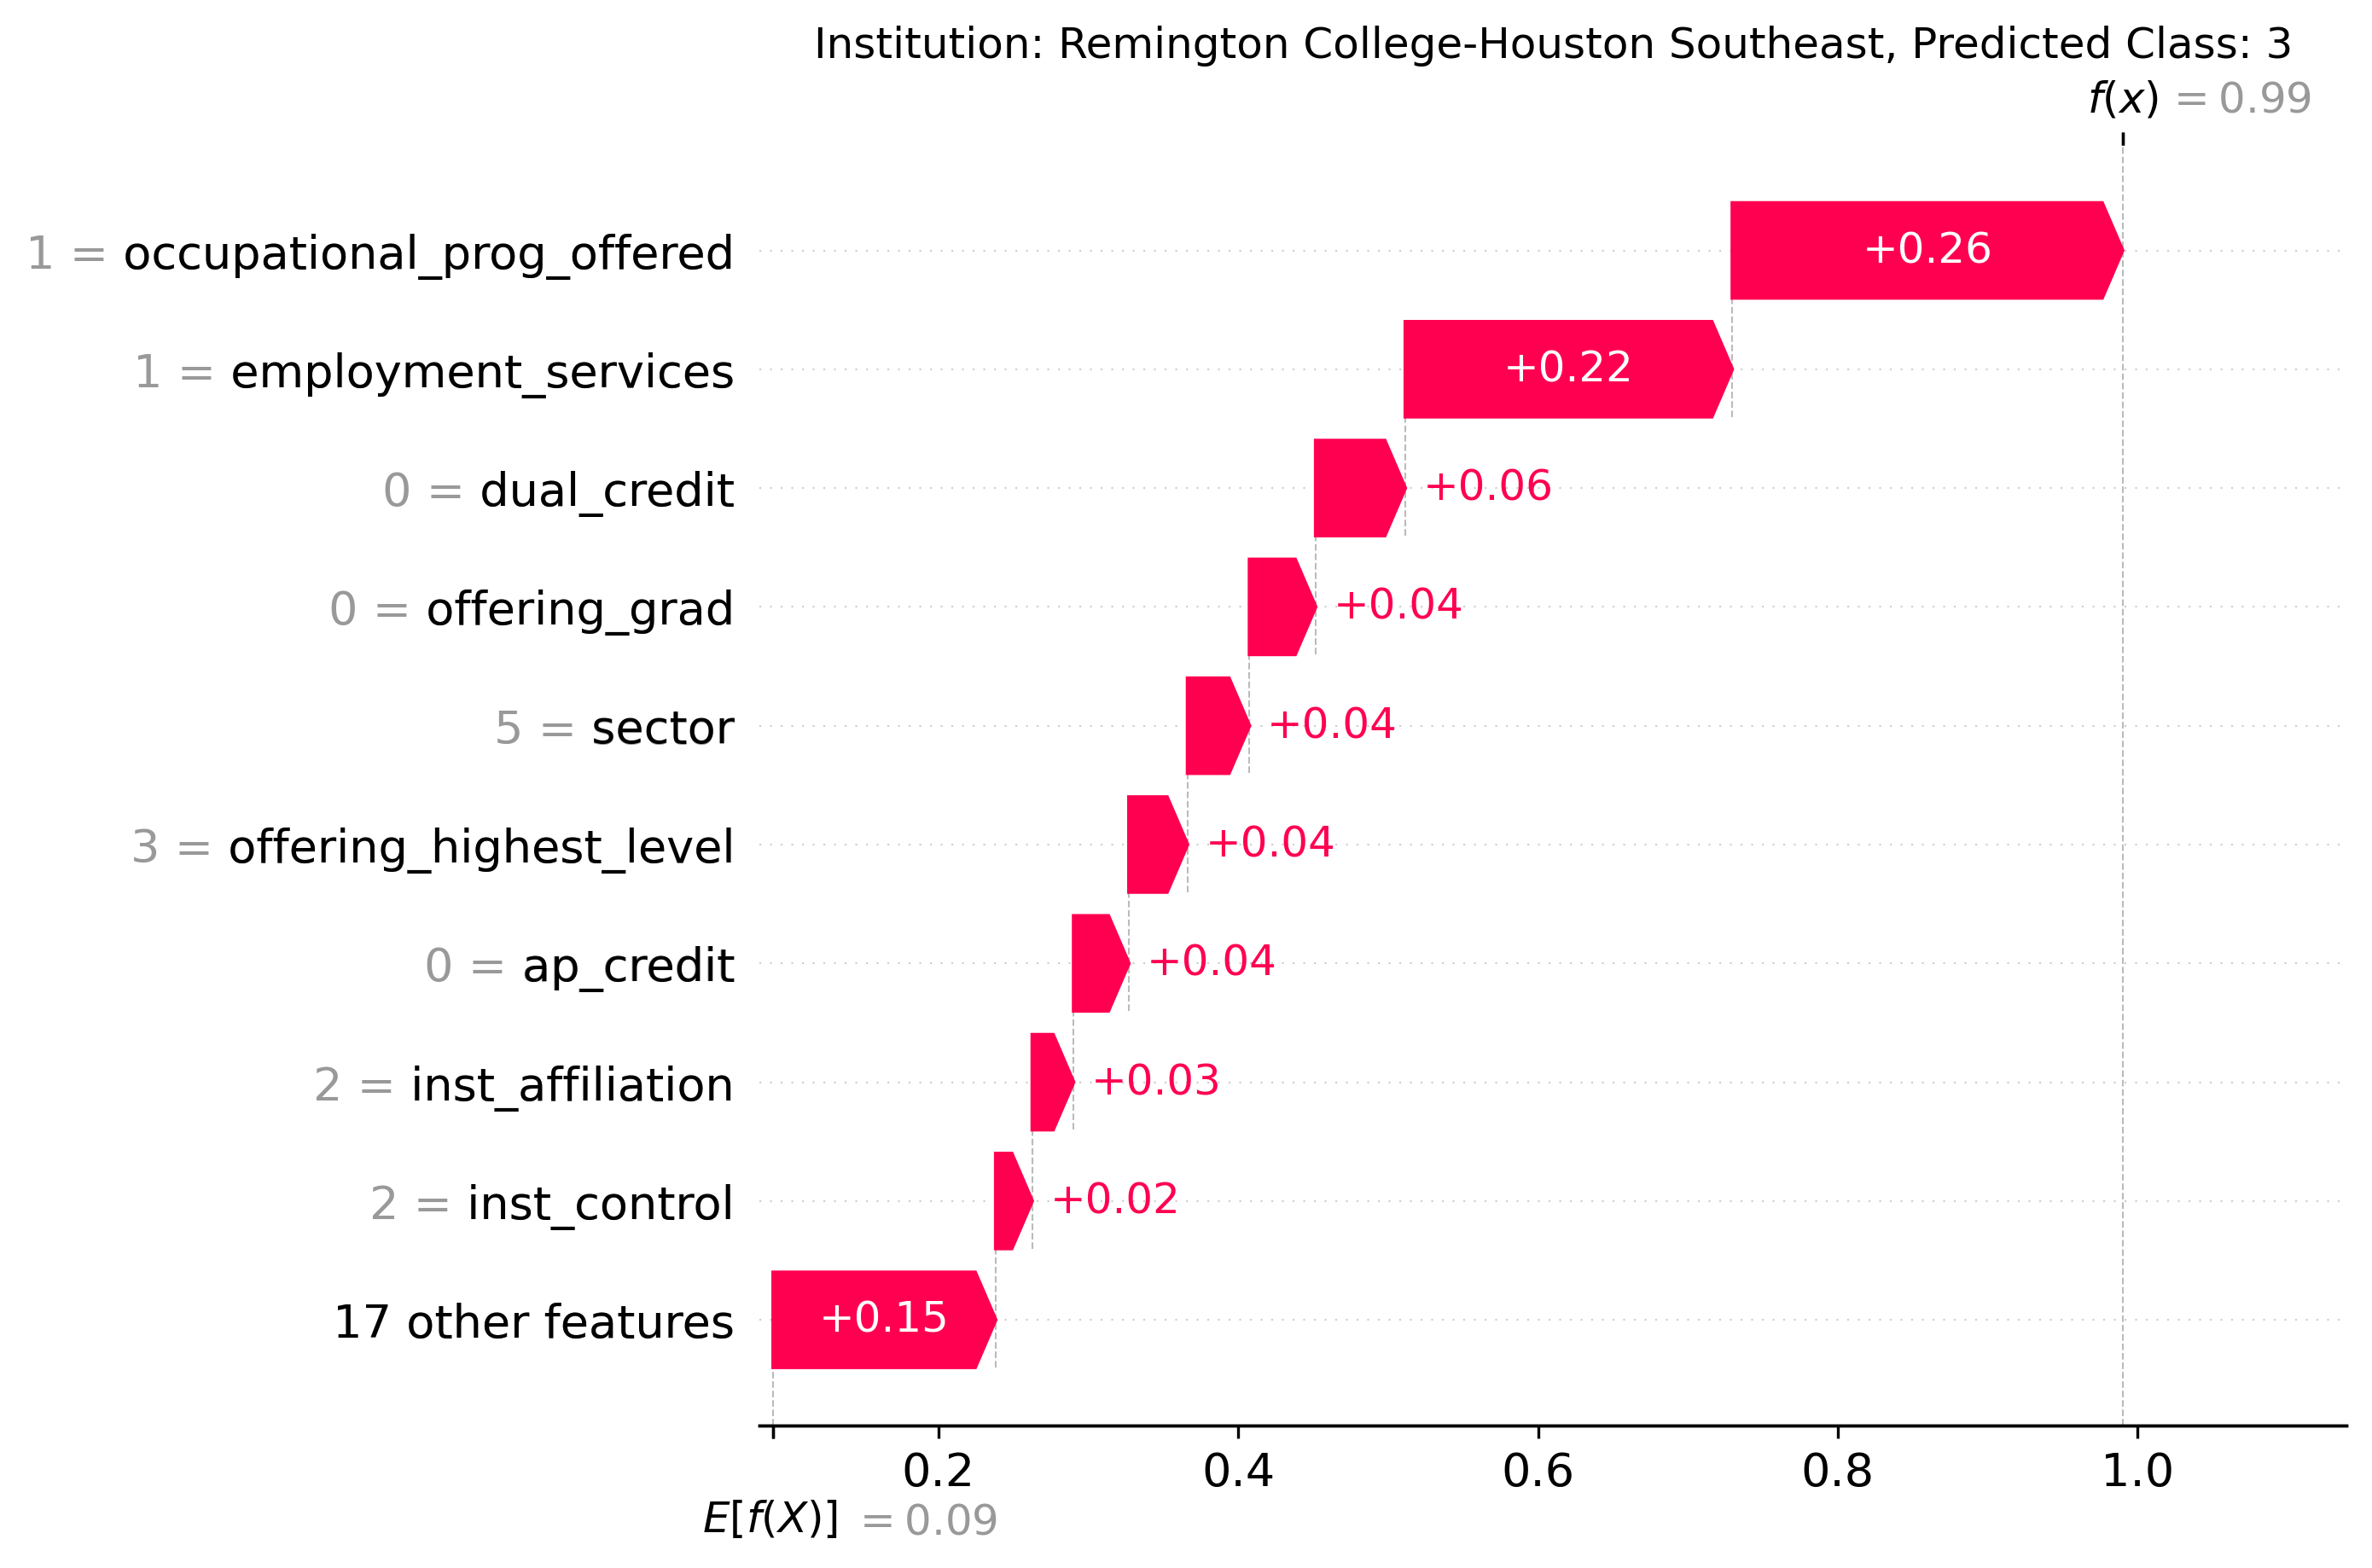 Institution: Remington College-Houston Southeast, Predicted Class: 3
f(x) = 0.99
1 = occupational_prog_offered +0.26
1 = employment_services +0.22
0 = dual_credit +0.06
0 = offering_grad +0.04
5 = sector +0.04
3 = offering_highest_level +0.04
0 = ap_credit +0.04
2 = inst_affiliation +0.03
2 = inst_control +0.02
17 other features +0.15
0.2 0.4 0.6 0.8 1.0
E[f(X)] = 0.09